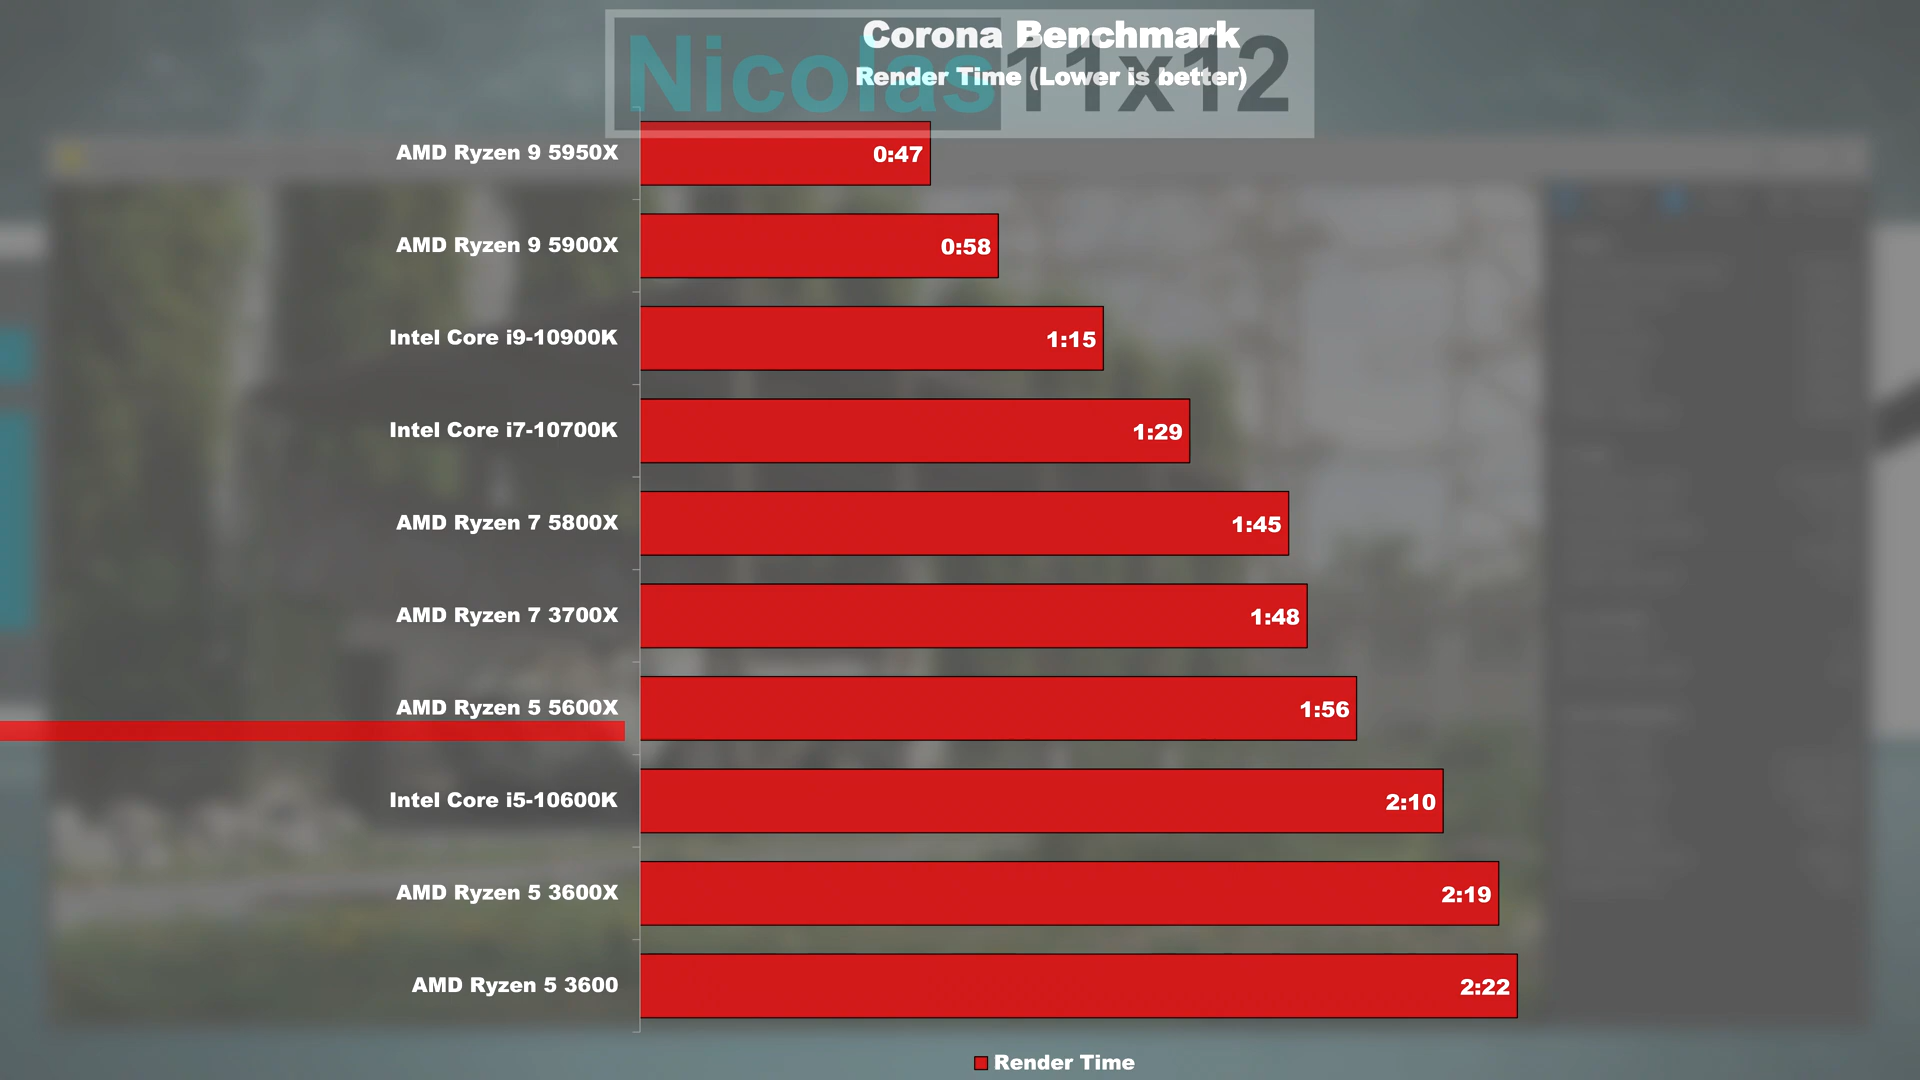 Nicolas11x12
Corona Benchmark
Render Time (Lower is better)
AMD Ryzen 9 5950X 0:47
AMD Ryzen 9 5900X 0:58
Intel Core i9-10900K 1:15
Intel Core i7-10700K 1:29
AMD Ryzen 7 5800X 1:45
AMD Ryzen 7 3700X 1:48
AMD Ryzen 5 5600X 1:56
Intel Core i5-10600K 2:10
AMD Ryzen 5 3600X 2:19
AMD Ryzen 5 3600 2:22
Render Time